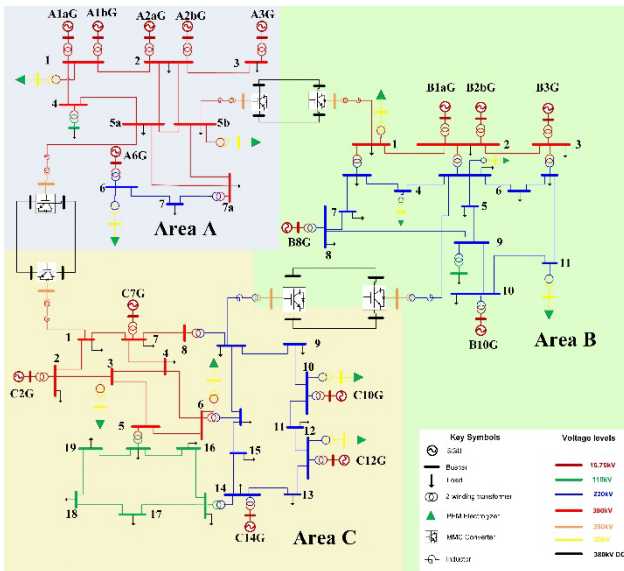 A1aG A1bG A2aG A2bG A3G
1 2 3
4
5a 5b
A6G
6
7 7a
Area A
B1aG B2bG B3G
1 2 3
4 6
5
7
B8G 8
9
11
10
B10G
Area B
C7G
1 7 8
2 3 4
C2G
9
10
C10G
6
5
11
12
C12G
19 16
15
14
13
18 17
C14G
Area C
Key Symbols Voltage levels
15.75kV
110kV
Load 220kV
2 winding transformer 380kV
PEM Electrolyzer 350kV
MMC Converter
Inductor 380kV DC